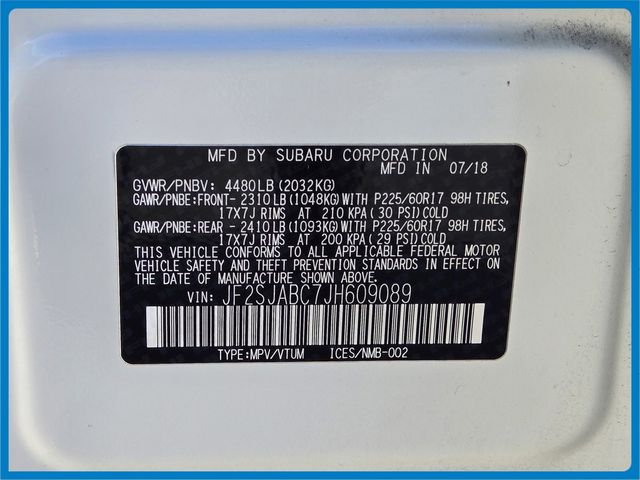 MFD BY SUBARU CORPORATION
MFD IN 07/18
GVWR/PNBV: 4480LB(2032KG)
GAWR/PNBE:FRONT- 2310LB(1048KG)WITH P225/60R17 98H TIRES,
17X7J RIMS AT 210 KPA(30 PSI)COLD
GAWR/PNBE:REAR - 2410LB(1093KG)WITH P225/60R17 98H TIRES,
17X7J RIMS AT 200 KPA(29 PSI)COLD
THIS VEHICLE CONFORMS TO ALL APPLICABLE FEDERAL MOTOR
VEHICLE SAFETY AND THEFT PREVENTION STANDARDS IN EFFECT ON
THE DATE OF MANUFACTURE SHOWN ABOVE.
VIN: JF2SJABC7JH609089
TYPE:MPV/VTUM ICES/NMB-002